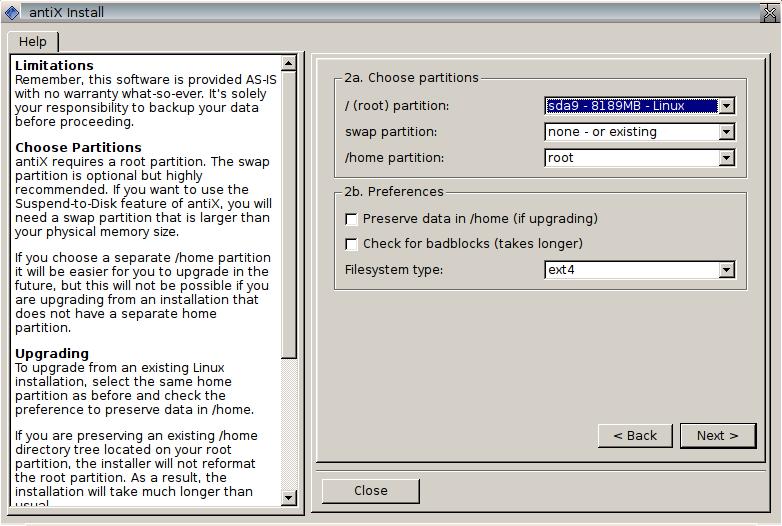 antiX Install
Help
Limitations
Remember, this software is provided AS-IS
with no warranty what-so-ever. It's solely
your responsibility to backup your data
before proceeding.
Choose Partitions
antiX requires a root partition. The swap
partition is optional but highly
recommended. If you want to use the
Suspend-to-Disk feature of antiX, you will
need a swap partition that is larger than
your physical memory size.
If you choose a separate /home partition
it will be easier for you to upgrade in the
future, but this will not be possible if you
are upgrading from an installation that
does not have a separate home
partition.
Upgrading
To upgrade from an existing Linux
installation, select the same home
partition as before and check the
preference to preserve data in /home.
If you are preserving an existing /home
directory tree located on your root
partition, the installer will not reformat
the root partition. As a result, the
installation will take much longer than
usual.
2a. Choose partitions
/ (root) partition: sda9 - 8189MB - Linux
swap partition: none - or existing
/home partition: root
2b. Preferences
Preserve data in /home (if upgrading)
Check for badblocks (takes longer)
Filesystem type: ext4
< Back Next >
Close